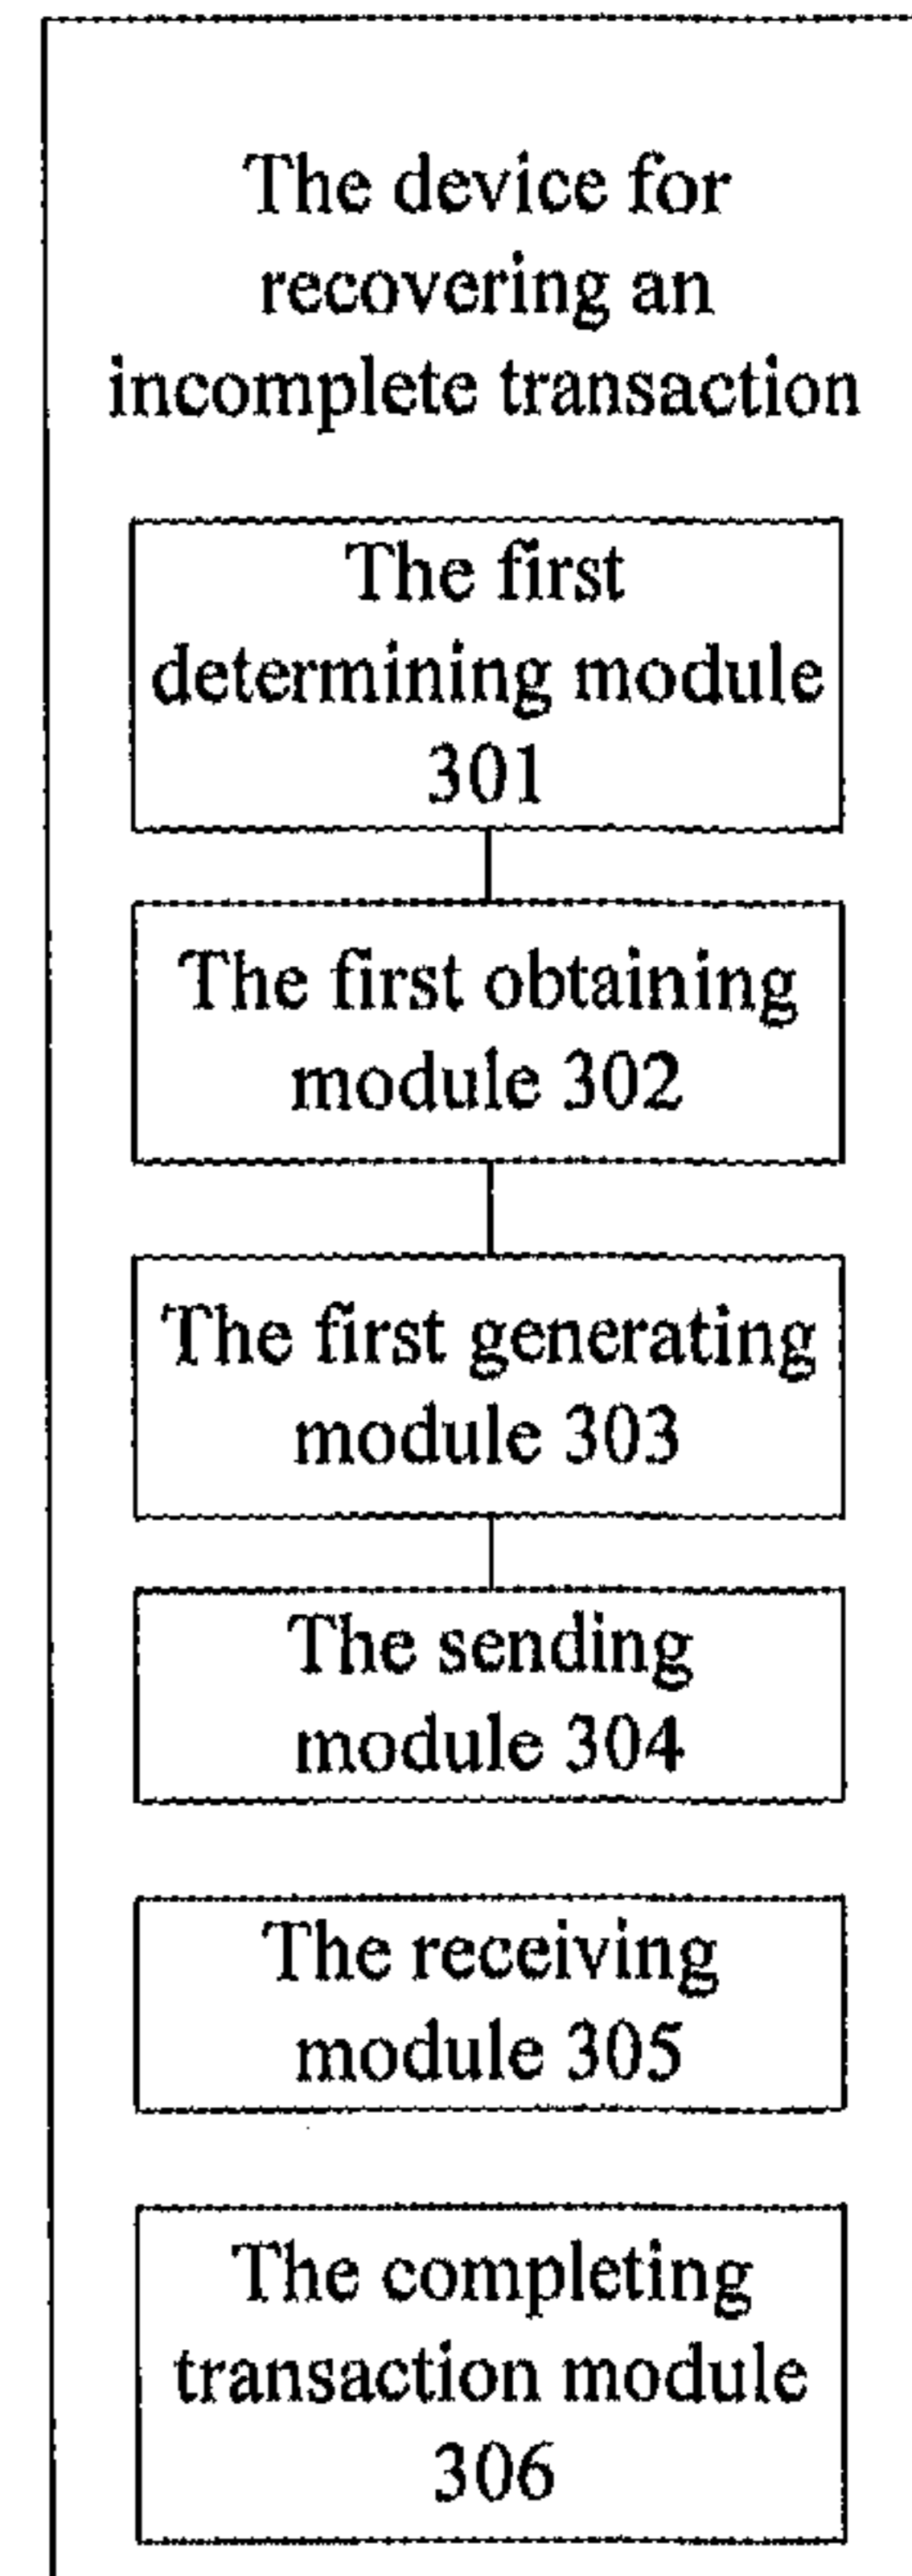 The device for
recovering an
incomplete transaction
The first
determining module
301
The first obtaining
module 302
The first generating
module 303
The sending
module 304
The receiving
module 305
The completing
transaction module
306